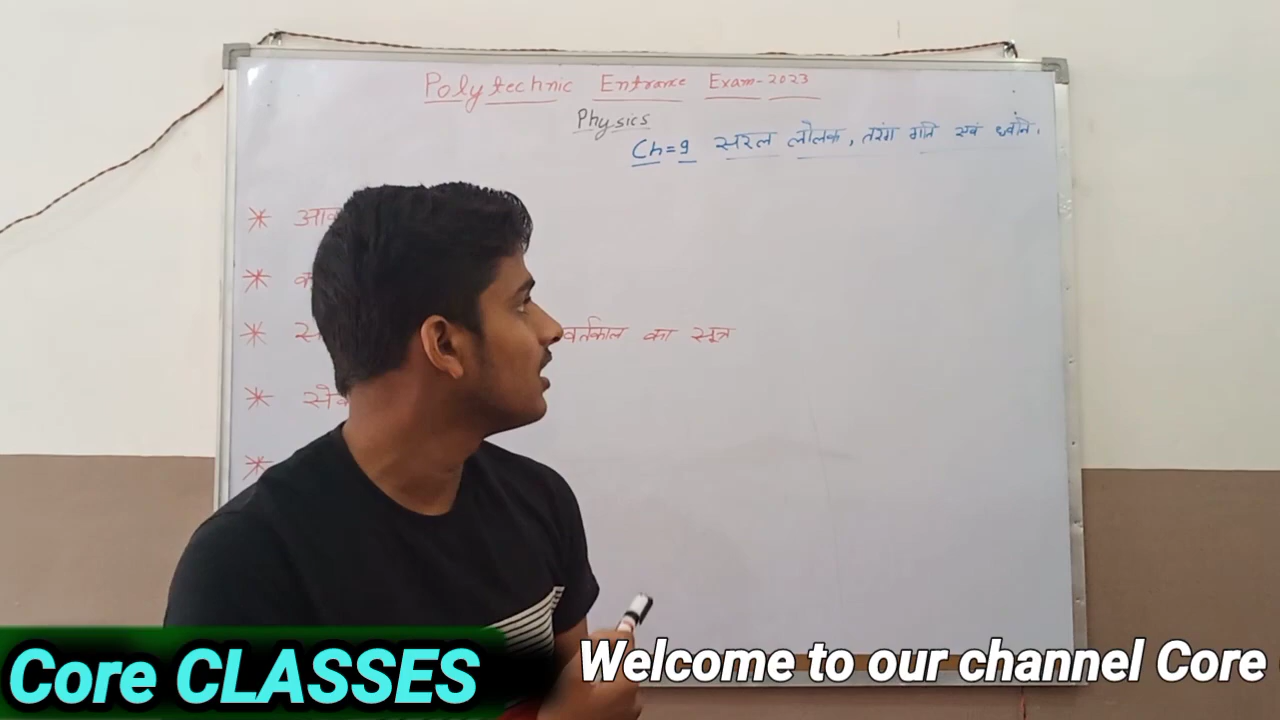 Polytechnic Entrance Exam-2023
Physics
Ch=9 सरल लोलक, तरंग गति एवं ध्वनि।
*
*
* वर्तकाल का सूत्र
*
*
Core CLASSES
Welcome to our channel Core